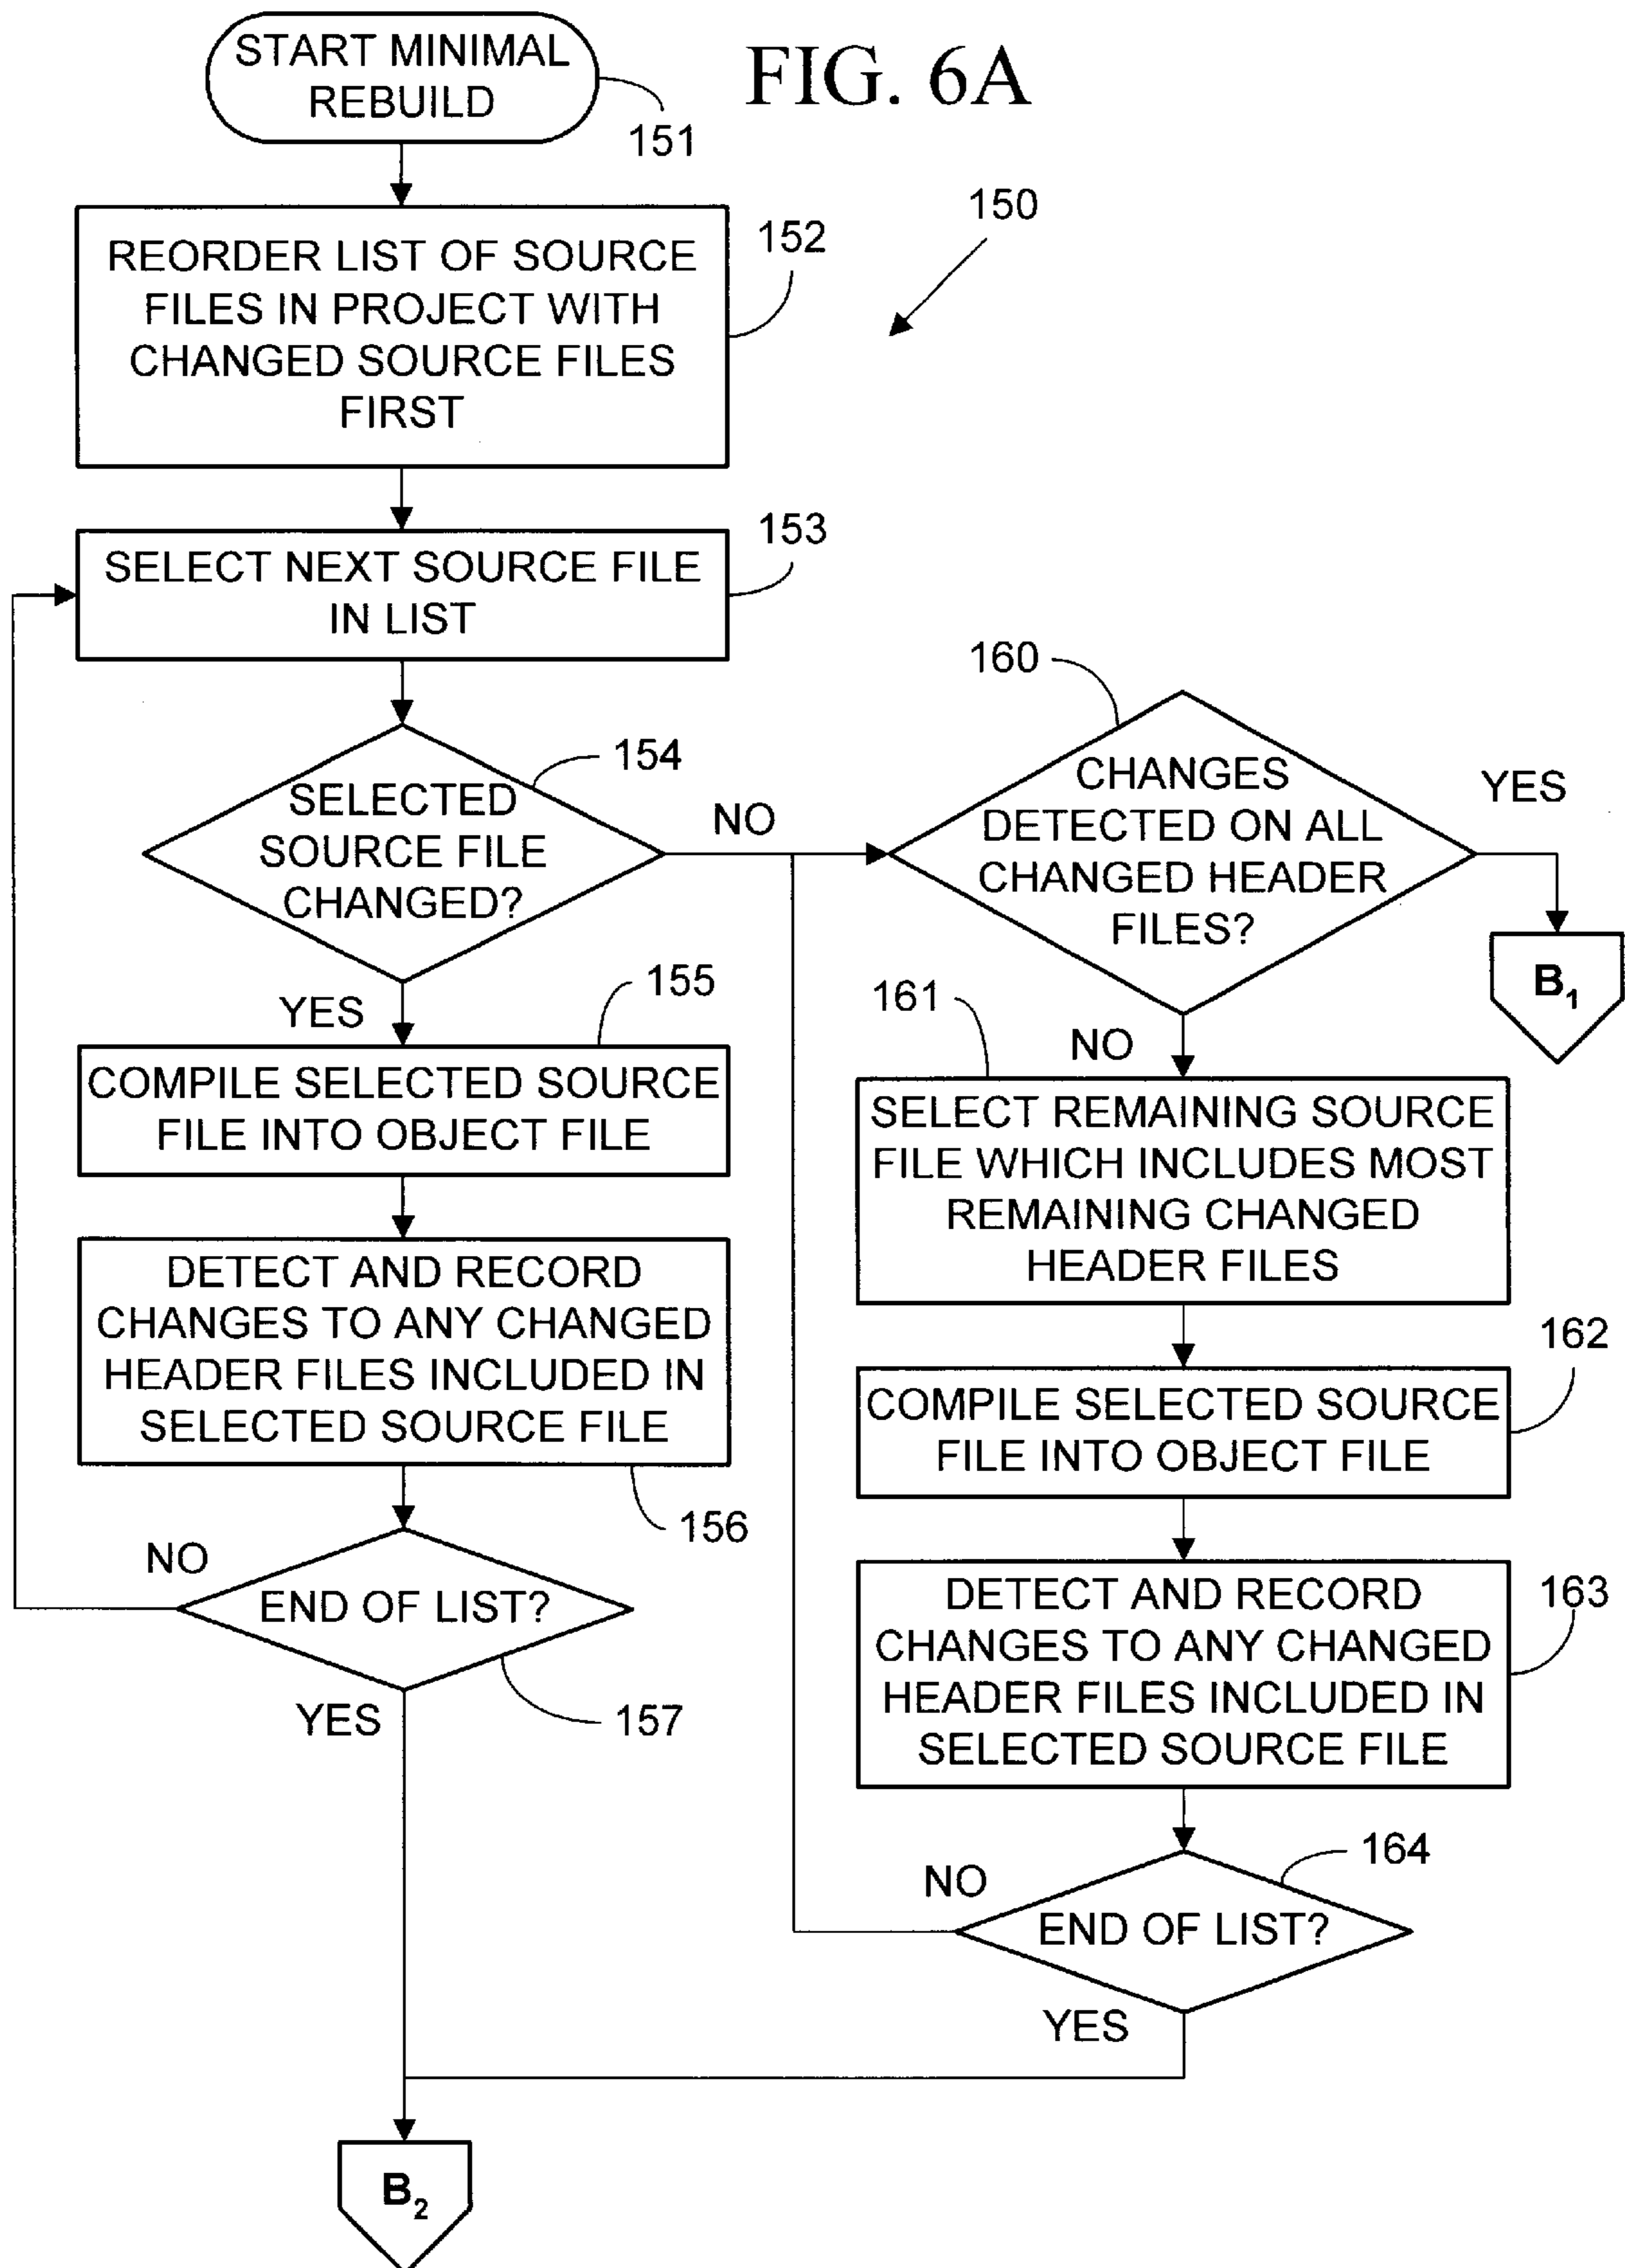 START MINIMAL
REBUILD
FIG. 6A
151
150
REORDER LIST OF SOURCE
FILES IN PROJECT WITH
CHANGED SOURCE FILES
FIRST
152
SELECT NEXT SOURCE FILE
IN LIST
153
SELECTED
SOURCE FILE
CHANGED?
154
NO
YES
COMPILE SELECTED SOURCE
FILE INTO OBJECT FILE
155
DETECT AND RECORD
CHANGES TO ANY CHANGED
HEADER FILES INCLUDED IN
SELECTED SOURCE FILE
156
END OF LIST?
NO
YES
157
160
CHANGES
DETECTED ON ALL
CHANGED HEADER
FILES?
YES
B₁
NO
161
SELECT REMAINING SOURCE
FILE WHICH INCLUDES MOST
REMAINING CHANGED
HEADER FILES
162
COMPILE SELECTED SOURCE
FILE INTO OBJECT FILE
163
DETECT AND RECORD
CHANGES TO ANY CHANGED
HEADER FILES INCLUDED IN
SELECTED SOURCE FILE
164
NO
END OF LIST?
YES
B₂